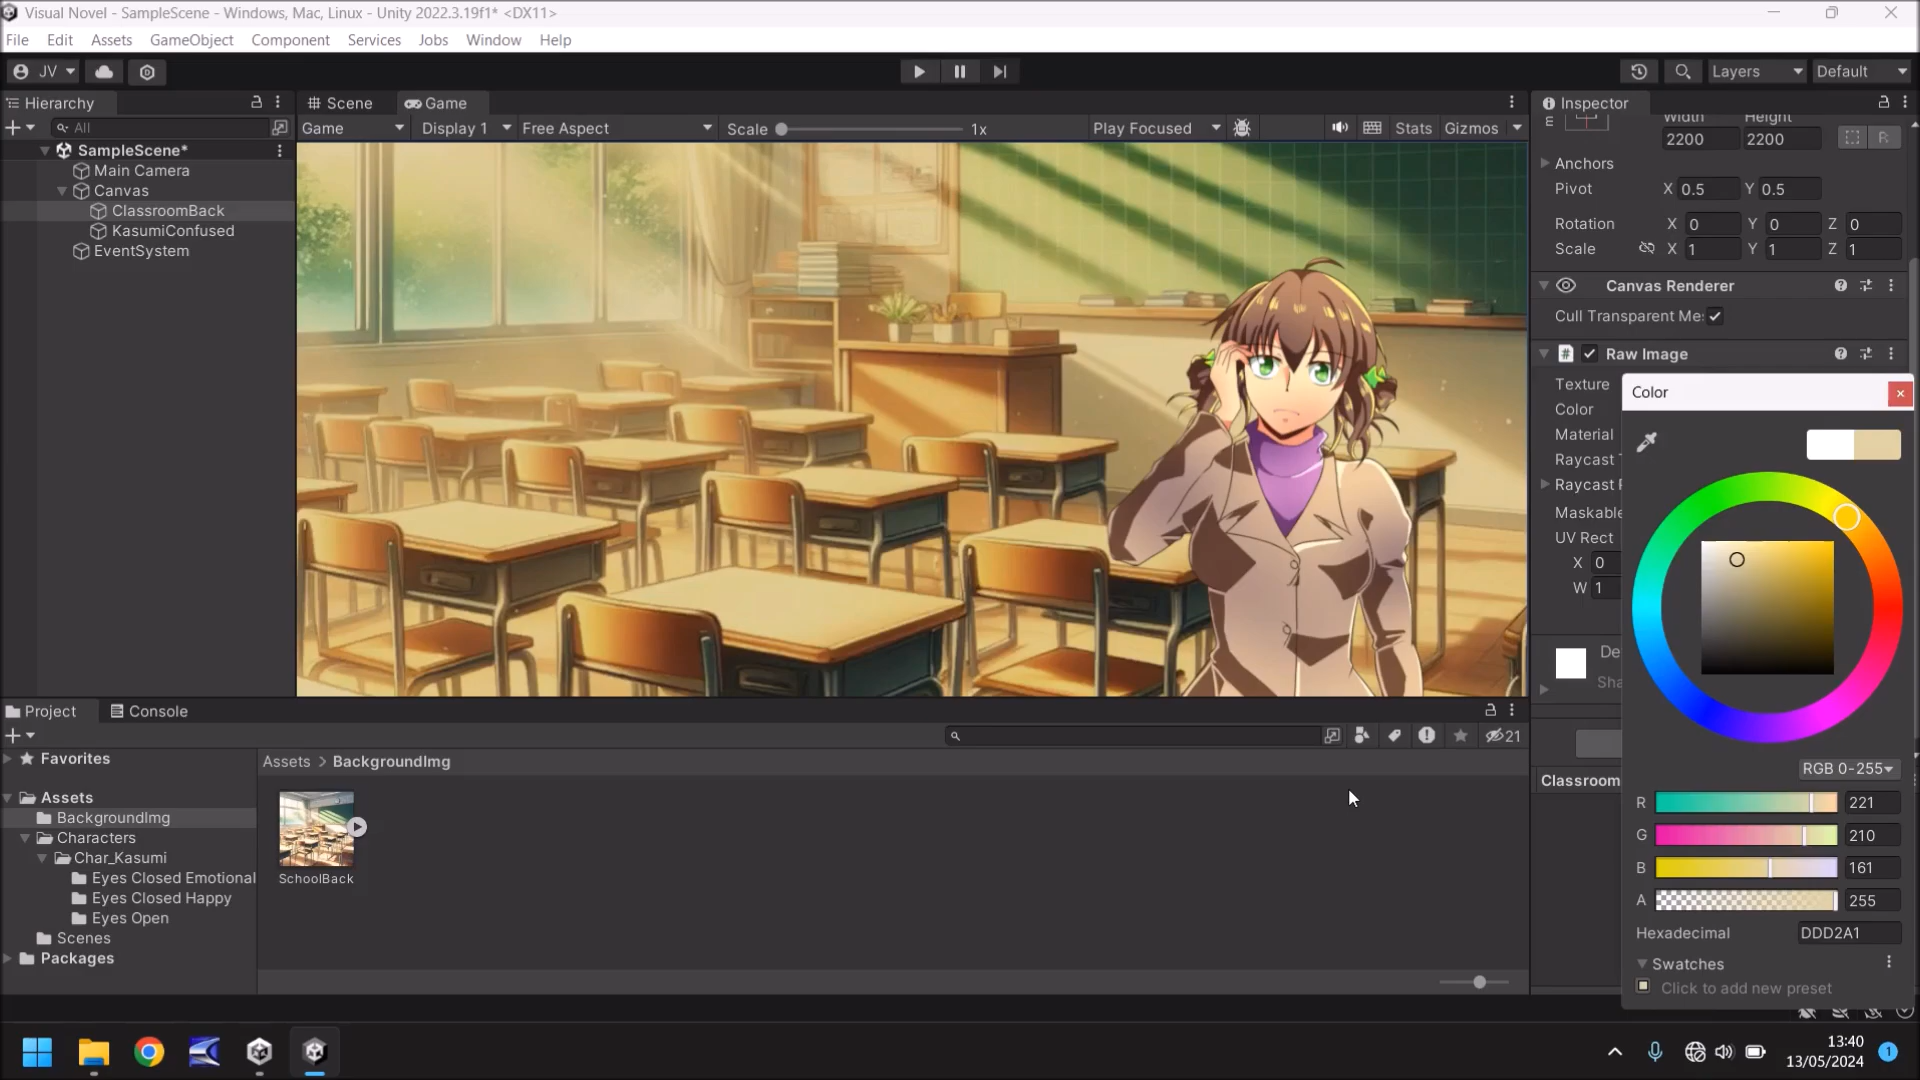 Visual Novel - SampleScene - Windows, Mac, Linux - Unity 2022.3.19f1* <DX11>
File Edit Assets GameObject Component Services Jobs Window Help
JV Layers Default
Hierarchy Scene Game Inspector
All Game Display 1 Free Aspect Scale 1x Play Focused Stats Gizmos
Width Height
2200 2200
SampleScene*
Main Camera
Canvas
ClassroomBack
KasumiConfused
EventSystem
Anchors
Pivot X 0.5 Y 0.5
Rotation X 0 Y 0 Z 0
Scale X 1 Y 1 Z 1
Canvas Renderer
Cull Transparent Me
Raw Image
Texture
Color
Material
Raycast
Raycast
Maskable
UV Rect
X 0
W 1
De
Sha
Classroom
Color
RGB 0-255
R 221
G 210
B 161
A 255
Hexadecimal DDD2A1
Swatches
Click to add new preset
Project Console
21
Favorites
Assets
BackgroundImg
Characters
Char_Kasumi
Eyes Closed Emotional
Eyes Closed Happy
Eyes Open
Scenes
Packages
Assets > BackgroundImg
SchoolBack
13:40
13/05/2024
1